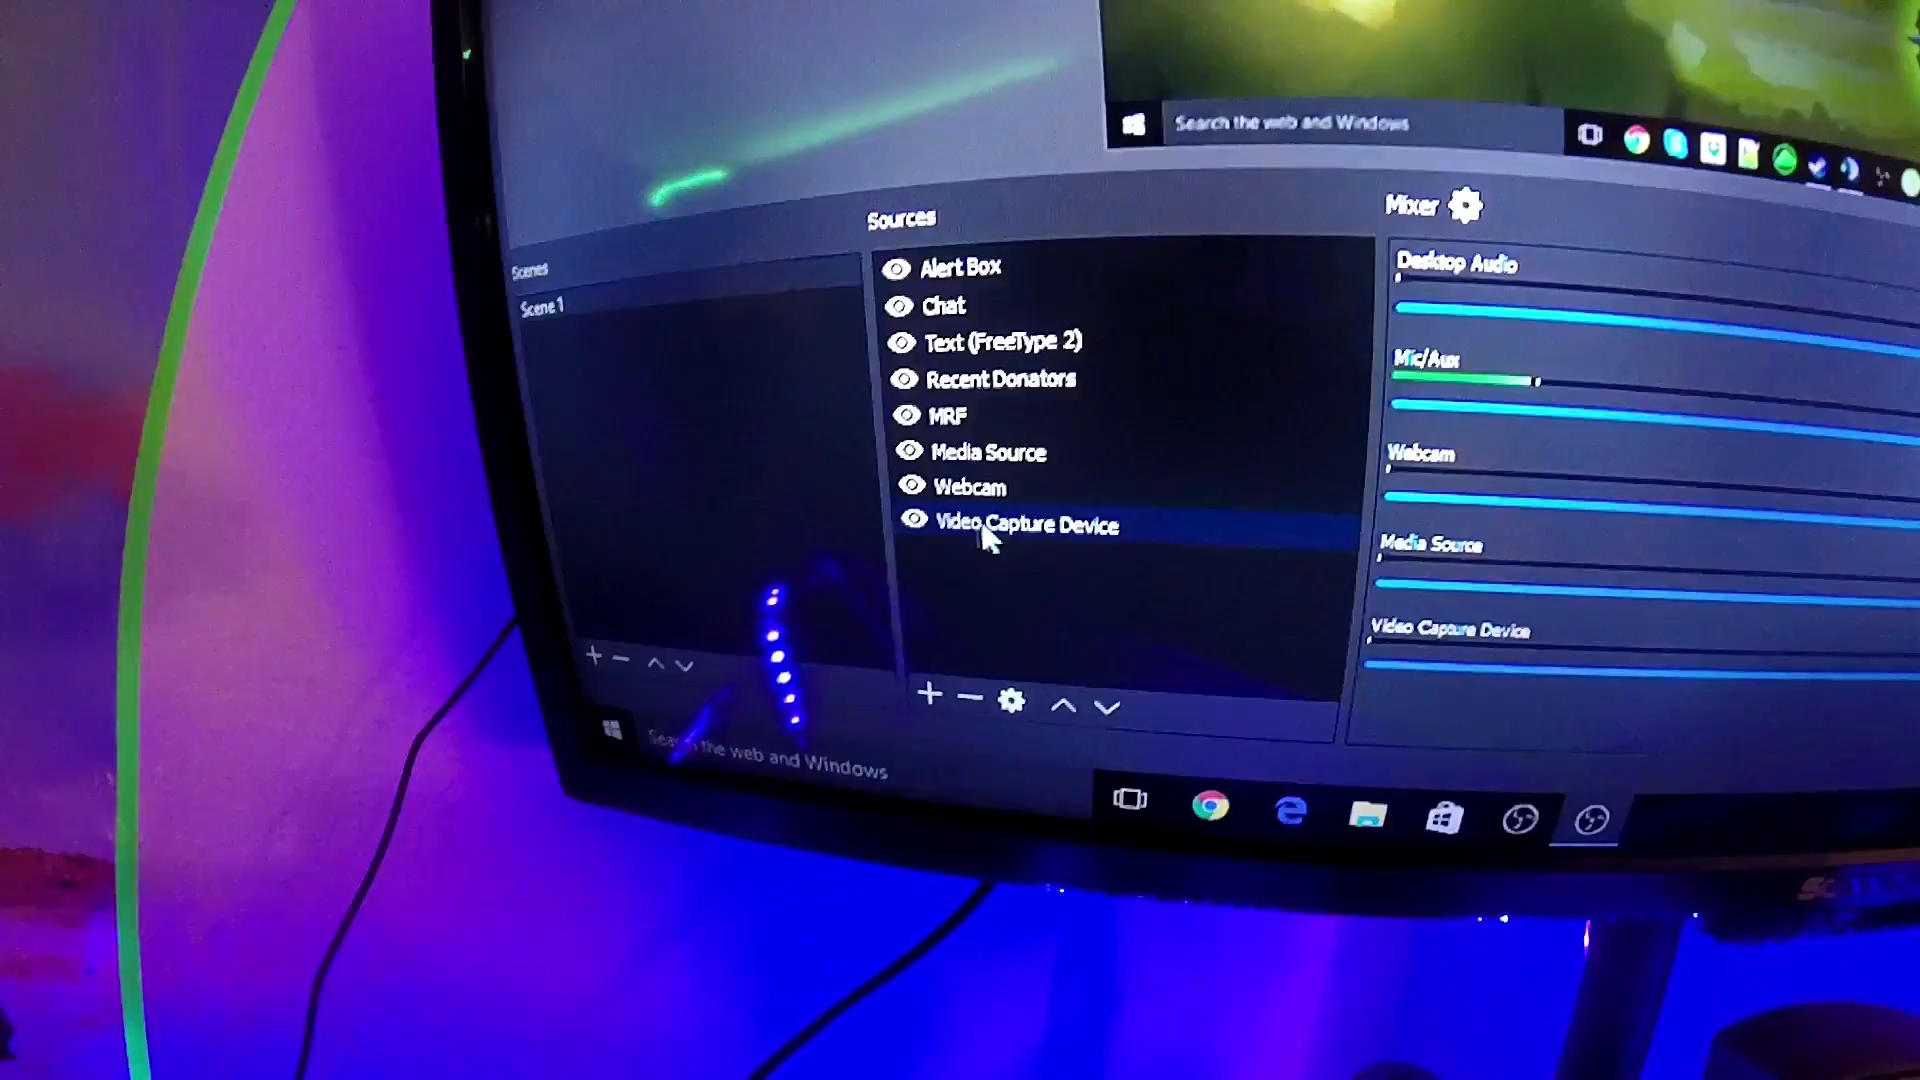 Search the web and Windows
Scenes
Scene 1
Sources
Alert Box
Chat
Text (FreeType 2)
Recent Donators
MRF
Media Source
Webcam
Video Capture Device
Mixer
Desktop Audio
Mic/Aux
Webcam
Media Source
Video Capture Device
Search the web and Windows